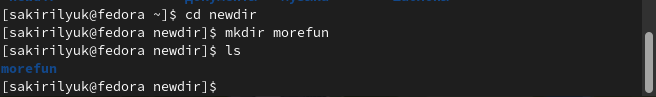 [sakirilyuk@fedora ~]$ cd newdir
[sakirilyuk@fedora newdir]$ mkdir morefun
[sakirilyuk@fedora newdir]$ ls
morefun
[sakirilyuk@fedora newdir]$